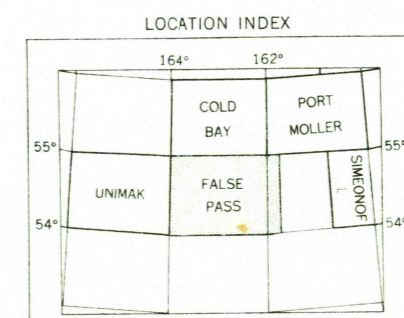 LOCATION INDEX
164° 162°
COLD BAY
PORT MOLLER
55° 55°
UNIMAK
FALSE PASS
SIMEONOF I.
54° 54°